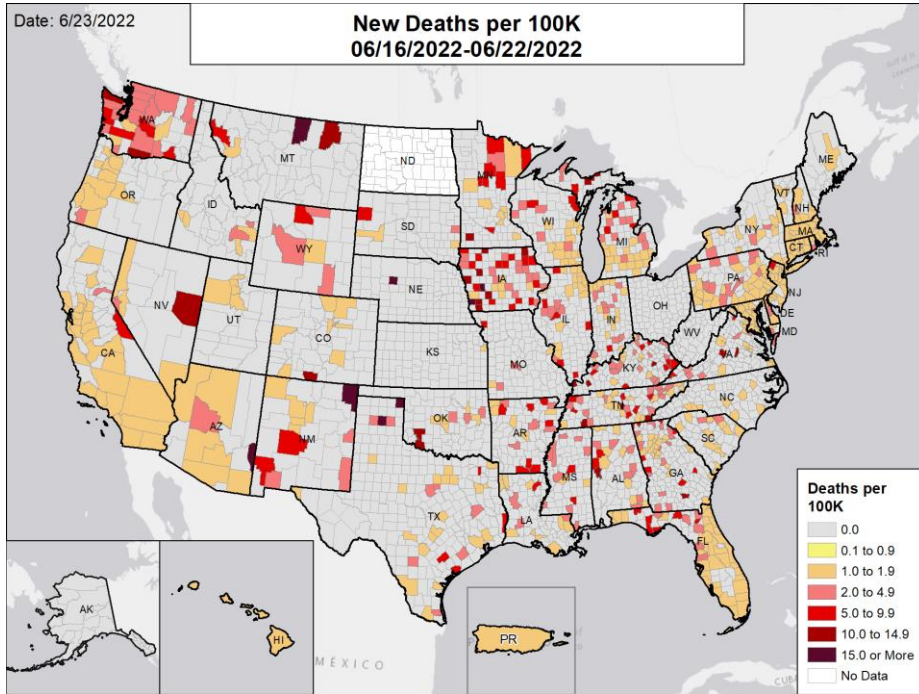 Date: 6/23/2022
New Deaths per 100K
06/16/2022-06/22/2022
WA
MT
ND
MN
ME
OR
ID
SD
WI
VT
NH
WY
MI
NY
MA
CT
RI
NV
NE
IA
PA
NJ
UT
IL
IN
OH
DE
MD
CA
CO
KS
MO
WV
VA
KY
AZ
NM
OK
AR
TN
NC
SC
TX
LA
MS
AL
GA
FL
AK
HI
PR
MÉXICO
Deaths per
100K
0.0
0.1 to 0.9
1.0 to 1.9
2.0 to 4.9
5.0 to 9.9
10.0 to 14.9
15.0 or More
No Data